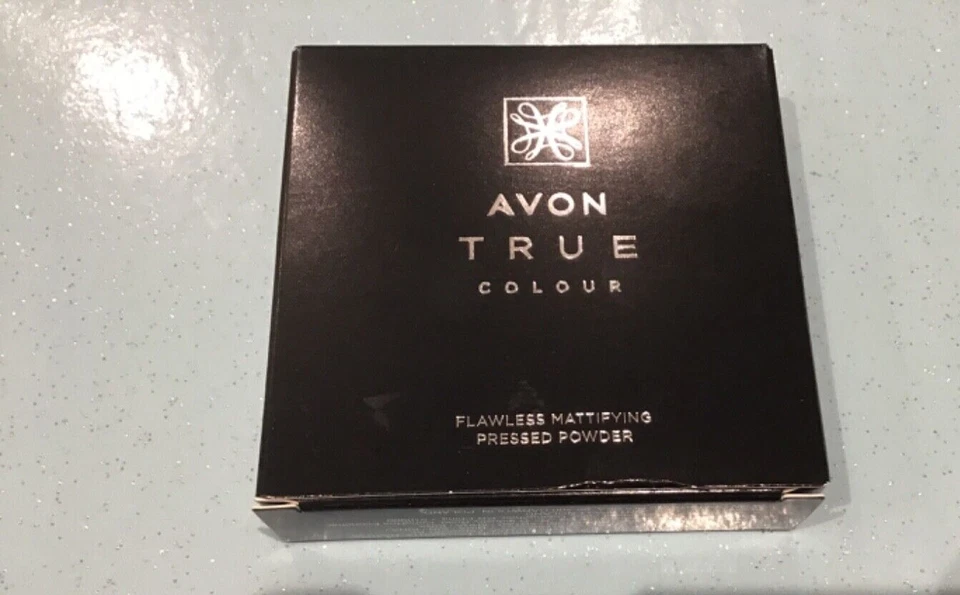 AVON
TRUE
COLOUR
FLAWLESS MATTIFYING
PRESSED POWDER